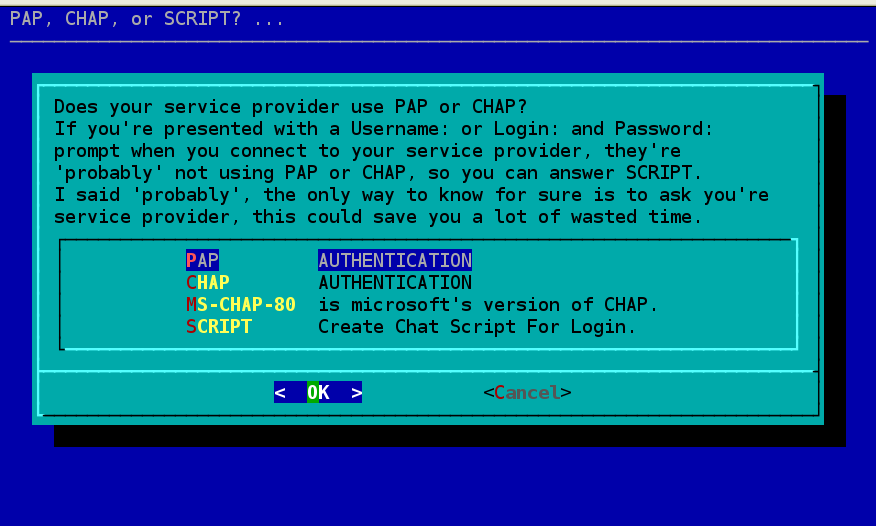 PAP, CHAP, or SCRIPT? ...
Does your service provider use PAP or CHAP?
If you're presented with a Username: or Login: and Password:
prompt when you connect to your service provider, they're
'probably' not using PAP or CHAP, so you can answer SCRIPT.
I said 'probably', the only way to know for sure is to ask you're
service provider, this could save you a lot of wasted time.
PAP AUTHENTICATION
CHAP AUTHENTICATION
MS-CHAP-80 is microsoft's version of CHAP.
SCRIPT Create Chat Script For Login.
< OK > <Cancel>